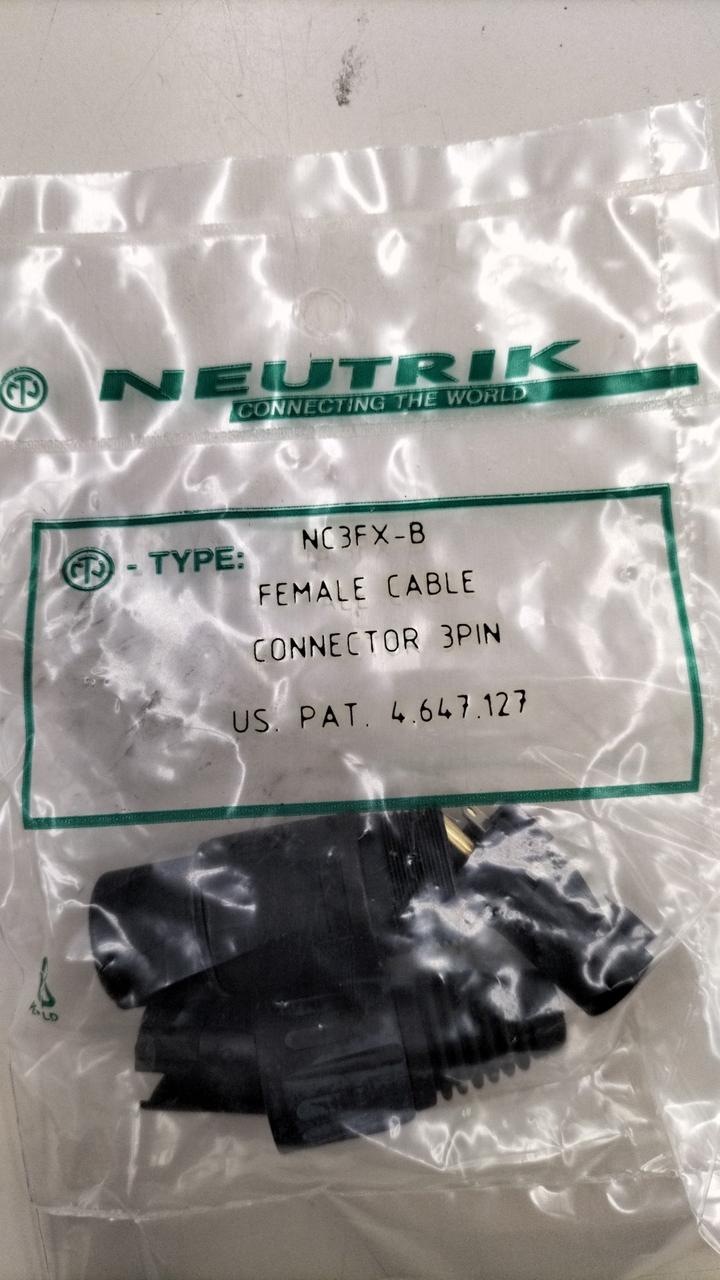 NEUTRIK
CONNECTING THE WORLD
- TYPE: NC3FX-B
FEMALE CABLE
CONNECTOR 3PIN
US. PAT. 4.647.127